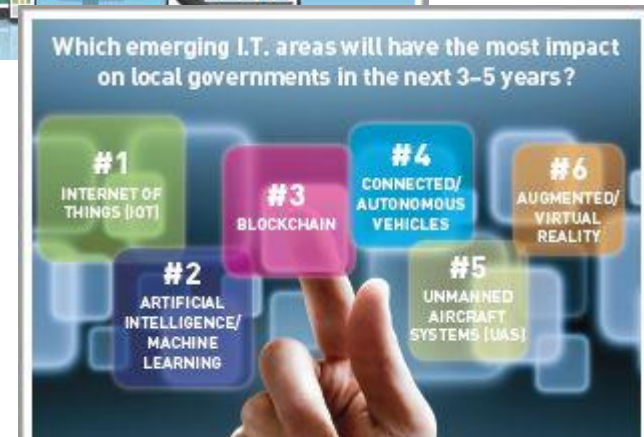 Which emerging I.T. areas will have the most impact
on local governments in the next 3–5 years?
#1
INTERNET OF
THINGS (IOT)
#2
ARTIFICIAL
INTELLIGENCE/
MACHINE
LEARNING
#3
BLOCKCHAIN
#4
CONNECTED/
AUTONOMOUS
VEHICLES
#5
UNMANNED
AIRCRAFT
SYSTEMS (UAS)
#6
AUGMENTED/
VIRTUAL
REALITY